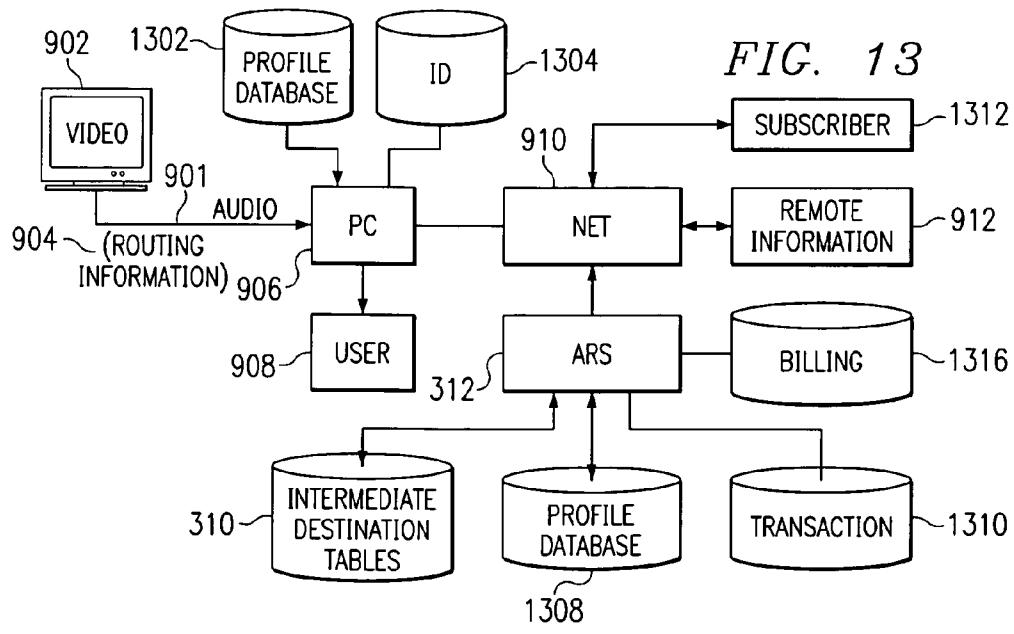 FIG. 13
902
1302
PROFILE
DATABASE
ID
1304
VIDEO
SUBSCRIBER
1312
910
901
AUDIO
904
(ROUTING
INFORMATION)
PC
906
NET
REMOTE
INFORMATION
912
USER
908
ARS
312
BILLING
1316
INTERMEDIATE
DESTINATION
TABLES
310
PROFILE
DATABASE
1308
TRANSACTION
1310